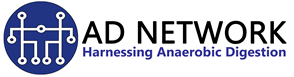 AD NETWORK
Harnessing Anaerobic Digestion